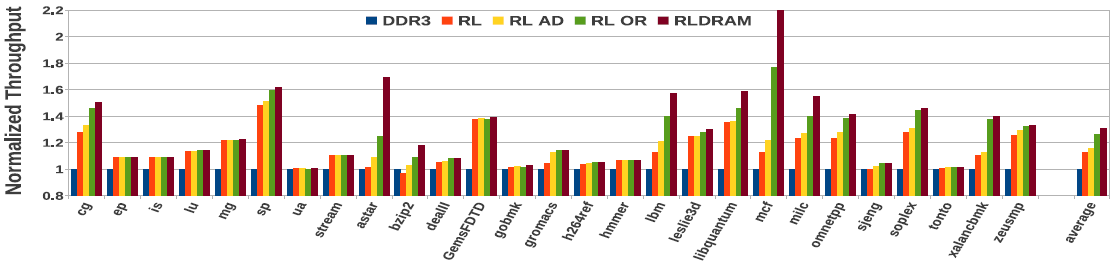 Normalized Throughput
2.2
2
1.8
1.6
1.4
1.2
1
0.8
DDR3 RL RL AD RL OR RLDRAM
cg ep is lu mg sp ua stream astar bzip2 dealII GemsFDTD gobmk gromacs h264ref hmmer lbm leslie3d libquantum mcf milc omnetpp sjeng soplex tonto xalancbmk zeusmp average